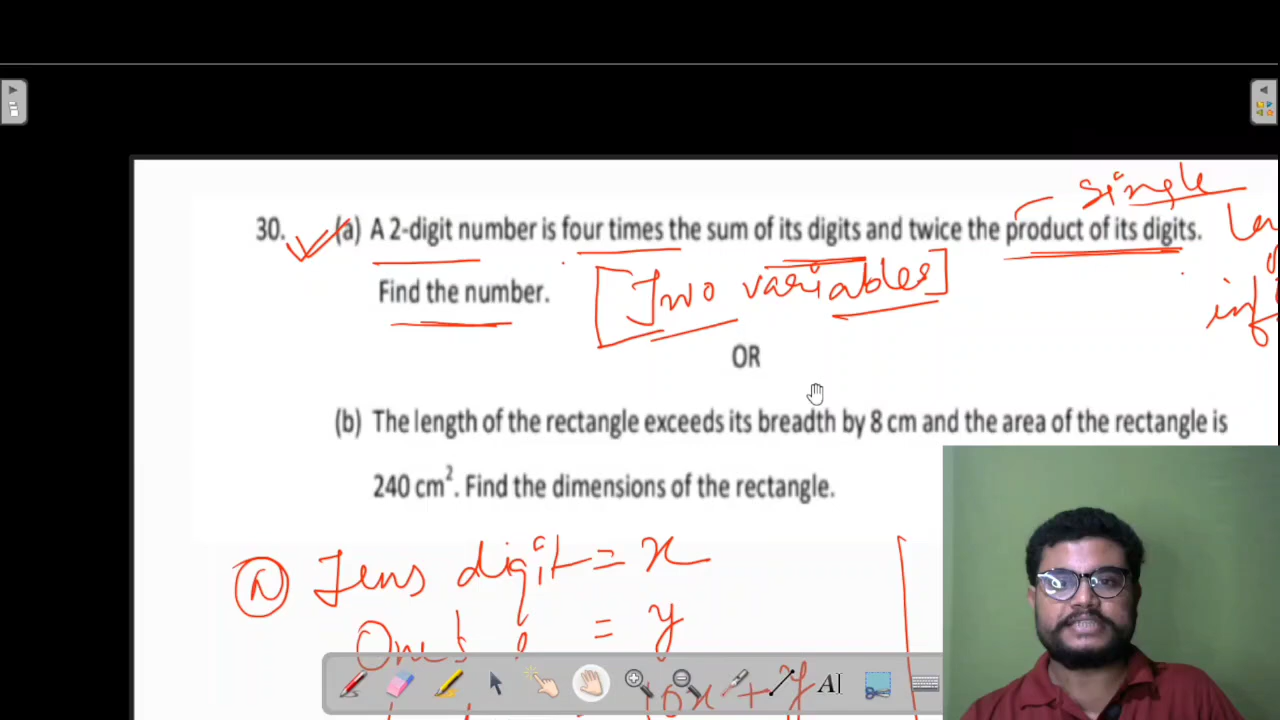 single
30. (a) A 2-digit number is four times the sum of its digits and twice the product of its digits.
Find the number. [Two variables]
OR
(b) The length of the rectangle exceeds its breadth by 8 cm and the area of the rectangle is
240 cm². Find the dimensions of the rectangle.
(a) Tens digit = x
= y
10x + y
A